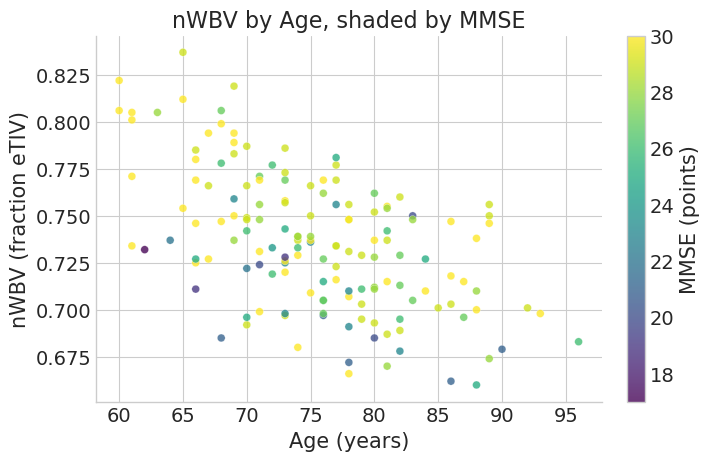 nWBV by Age, shaded by MMSE
nWBV (fraction eTIV)
0.825
0.800
0.775
0.750
0.725
0.700
0.675
60 65 70 75 80 85 90 95
Age (years)
30
28
26
24
22
20
18
MMSE (points)